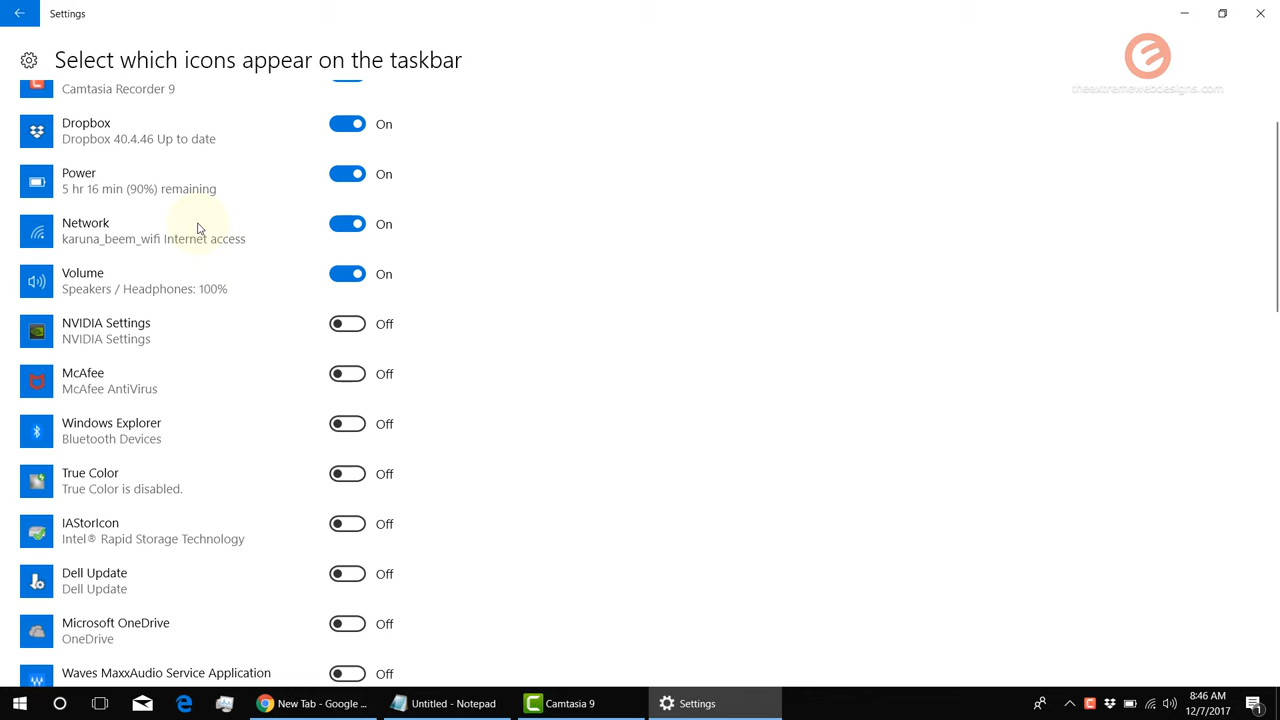 Settings
Select which icons appear on the taskbar
theextremewebdesigns.com
Camtasia Recorder 9
Dropbox
Dropbox 40.4.46 Up to date
On
Power
5 hr 16 min (90%) remaining
On
Network
karuna_beem_wifi Internet access
On
Volume
Speakers / Headphones: 100%
On
NVIDIA Settings
NVIDIA Settings
Off
McAfee
McAfee AntiVirus
Off
Windows Explorer
Bluetooth Devices
Off
True Color
True Color is disabled.
Off
IAStorIcon
Intel® Rapid Storage Technology
Off
Dell Update
Dell Update
Off
Microsoft OneDrive
OneDrive
Off
Waves MaxxAudio Service Application
Off
New Tab - Google ...
Untitled - Notepad
Camtasia 9
Settings
8:46 AM
12/7/2017
1